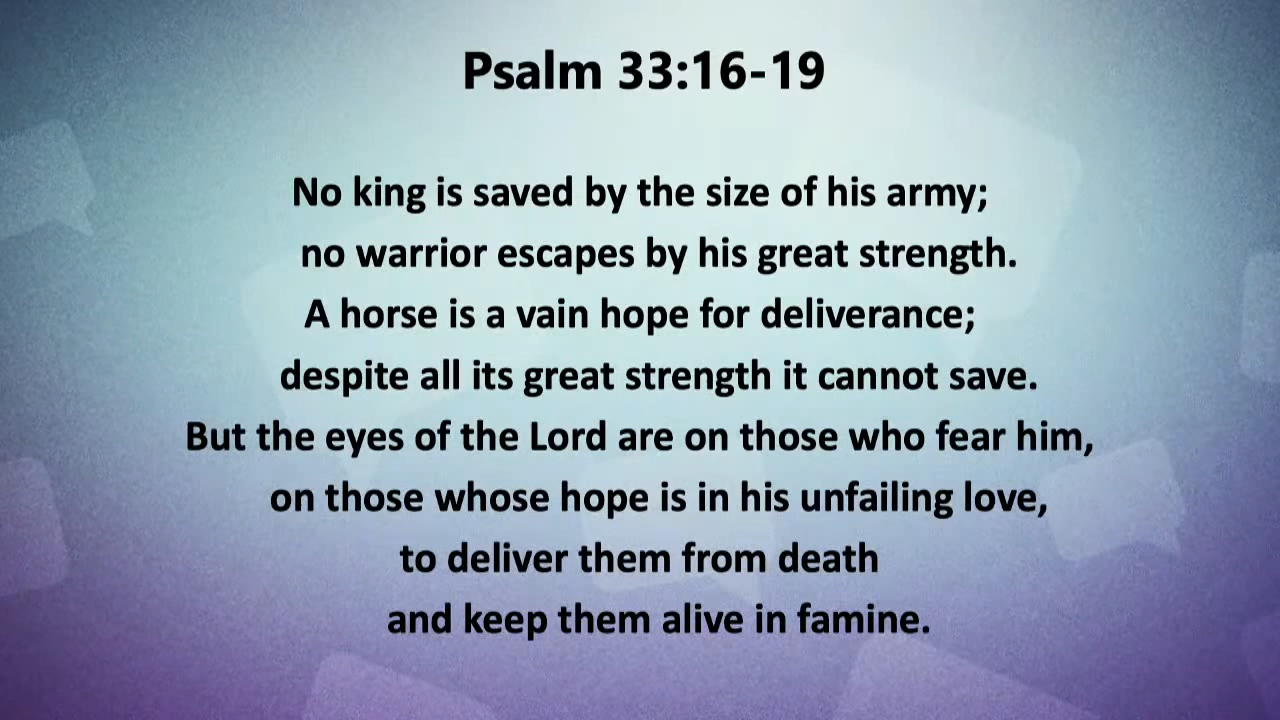 Psalm 33:16-19
No king is saved by the size of his army;
no warrior escapes by his great strength.
A horse is a vain hope for deliverance;
despite all its great strength it cannot save.
But the eyes of the Lord are on those who fear him,
on those whose hope is in his unfailing love,
to deliver them from death
and keep them alive in famine.